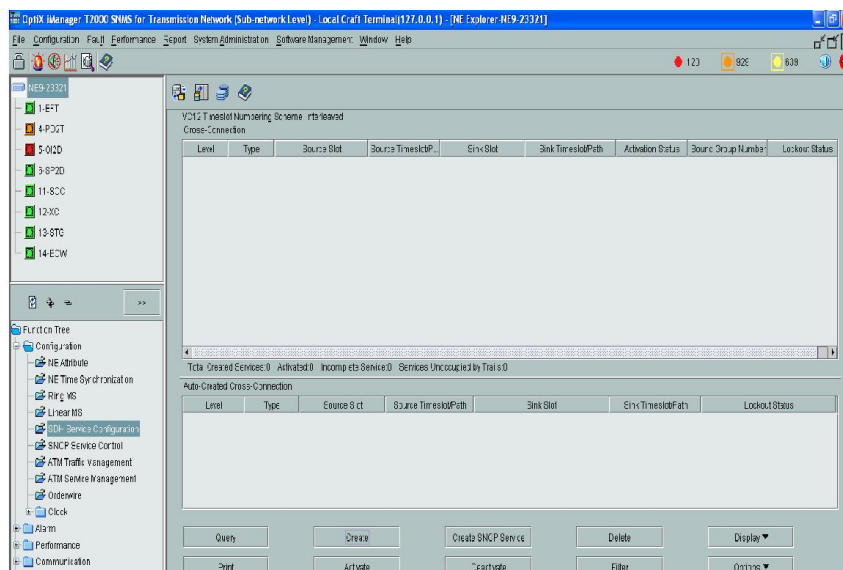 OptiX iManager T2000 SNMS for Transmission Network (Sub-network Level) - Local Craft Terminal(127.0.0.1) - [NE Explorer-NE9-23321]
File Configuration Fault Performance Report System Administration Software Management Window Help
123 639
NE9-23321
1-EFT
4-PD2T
5-OI2D
6-SP2D
11-SCC
12-XC
13-STG
14-EOW
>>
Function Tree
Configuration
NE Attribute
NE Time Synchronization
Ring MS
Linear MS
SDH Service Configuration
SNCP Service Control
ATM Traffic Management
ATM Service Management
Orderwire
Clock
Alarm
Performance
Communication
VC12 Timeslot Numbering Scheme Interleaved
Cross-Connection
Level Type Source Slot Source Timeslot/P... Sink Slot Sink Timeslot/Path Activation Status Bound Group Number Lockout Status
Total Created Services:0 Activated:0 Incomplete Service:0 Services Unoccupied by Trails:0
Auto-Created Cross-Connection
Level Type Source Slot Source Timeslot/Path Sink Slot Sink Timeslot/Path Lockout Status
Query Create Create SNCP Service Delete Display
Print Activate Deactivate Filter Options